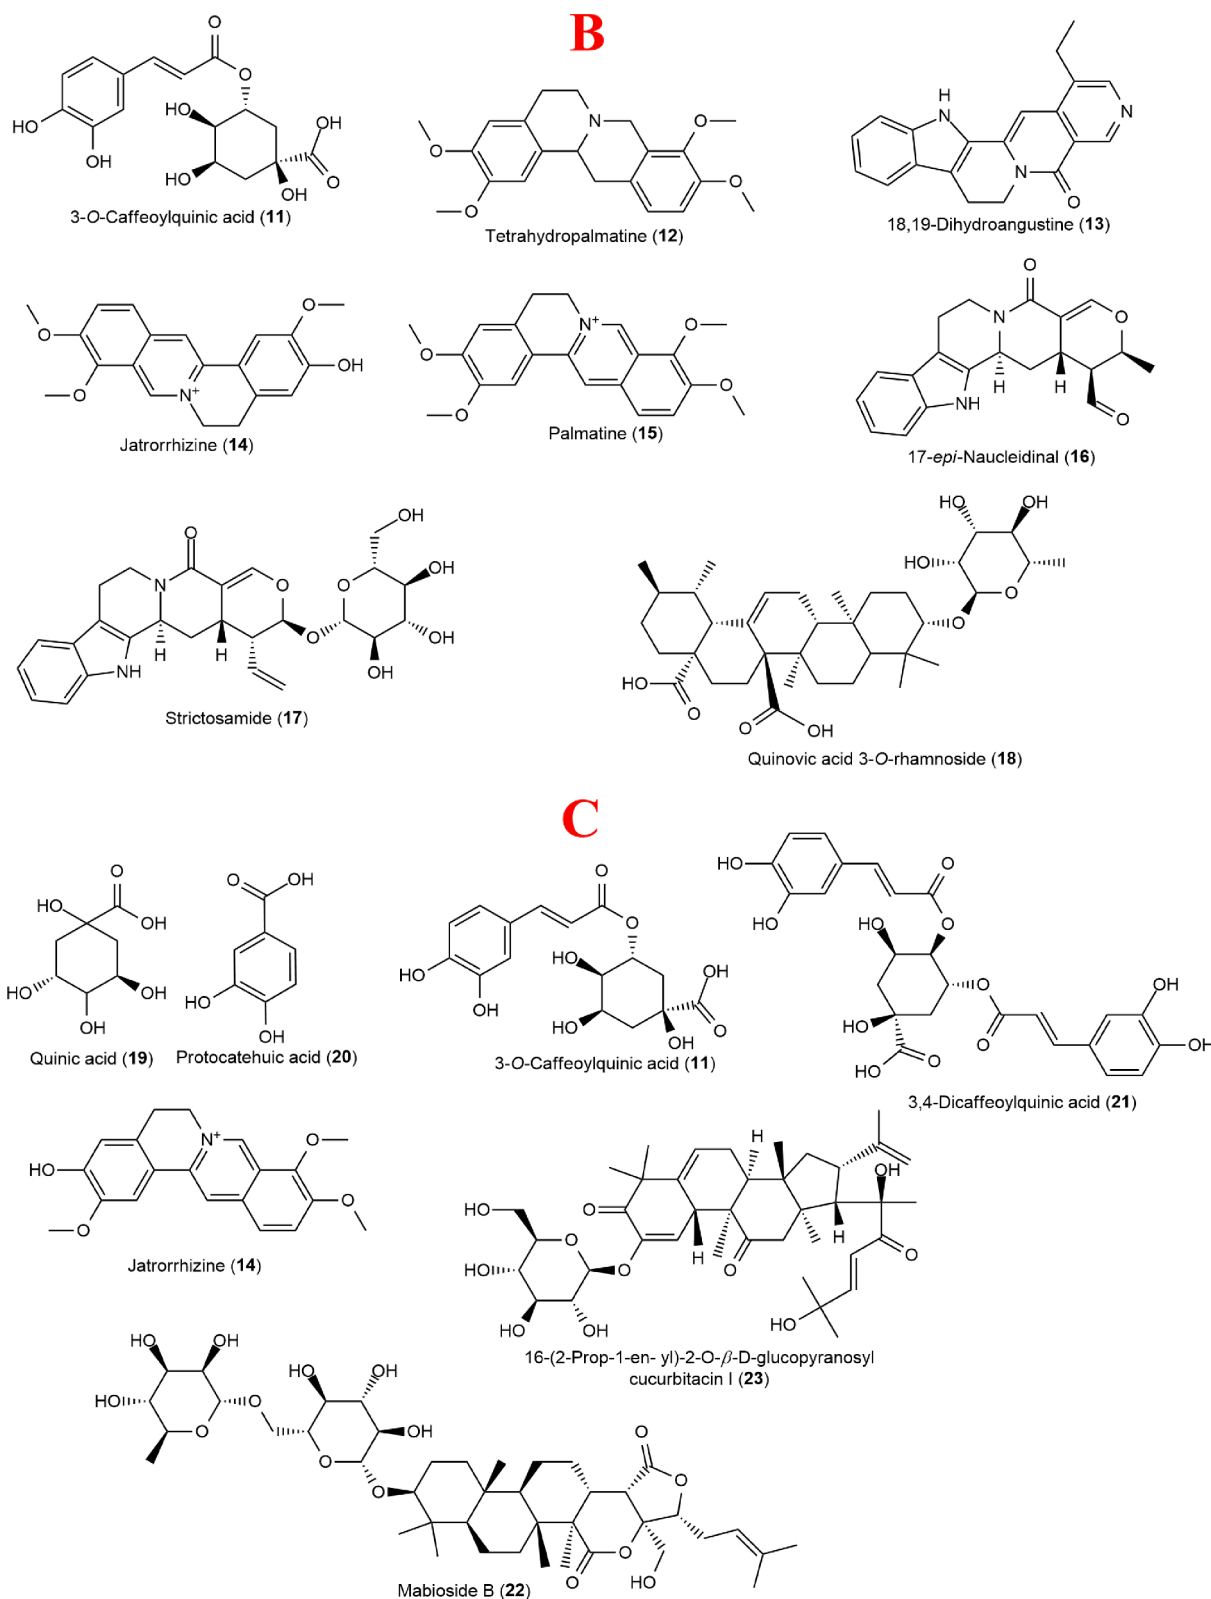 B
3-O-Caffeoylquinic acid (11)
Tetrahydropalmatine (12)
18,19-Dihydroangustine (13)
Jatrorrhizine (14)
Palmatine (15)
17-epi-Naucleidinal (16)
Strictosamide (17)
Quinovic acid 3-O-rhamnoside (18)
C
Quinic acid (19)
Protocatehuic acid (20)
3-O-Caffeoylquinic acid (11)
3,4-Dicaffeoylquinic acid (21)
Jatrorrhizine (14)
16-(2-Prop-1-en- yl)-2-O-β-D-glucopyranosyl
cucurbitacin I (23)
Mabioside B (22)